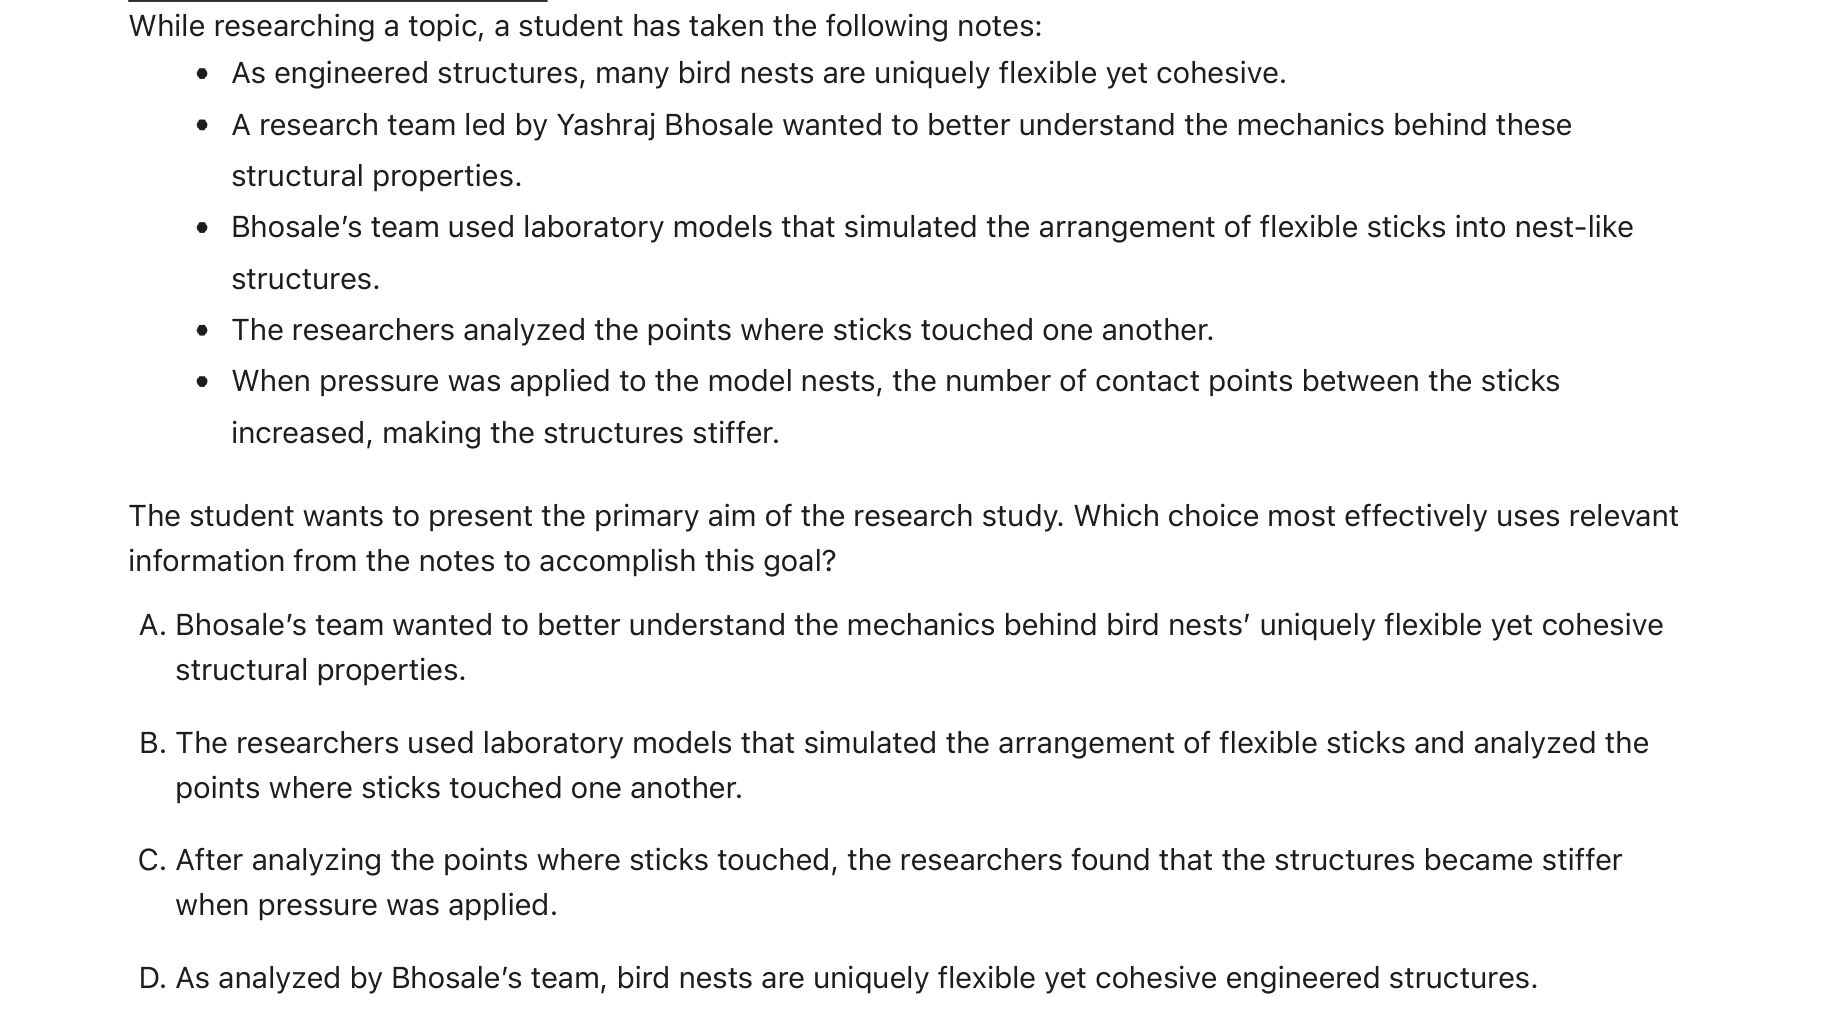 While researching a topic, a student has taken the following notes:
• As engineered structures, many bird nests are uniquely flexible yet cohesive.
• A research team led by Yashraj Bhosale wanted to better understand the mechanics behind these
structural properties.
• Bhosale’s team used laboratory models that simulated the arrangement of flexible sticks into nest-like
structures.
• The researchers analyzed the points where sticks touched one another.
• When pressure was applied to the model nests, the number of contact points between the sticks
increased, making the structures stiffer.
The student wants to present the primary aim of the research study. Which choice most effectively uses relevant
information from the notes to accomplish this goal?
A. Bhosale’s team wanted to better understand the mechanics behind bird nests’ uniquely flexible yet cohesive
structural properties.
B. The researchers used laboratory models that simulated the arrangement of flexible sticks and analyzed the
points where sticks touched one another.
C. After analyzing the points where sticks touched, the researchers found that the structures became stiffer
when pressure was applied.
D. As analyzed by Bhosale’s team, bird nests are uniquely flexible yet cohesive engineered structures.